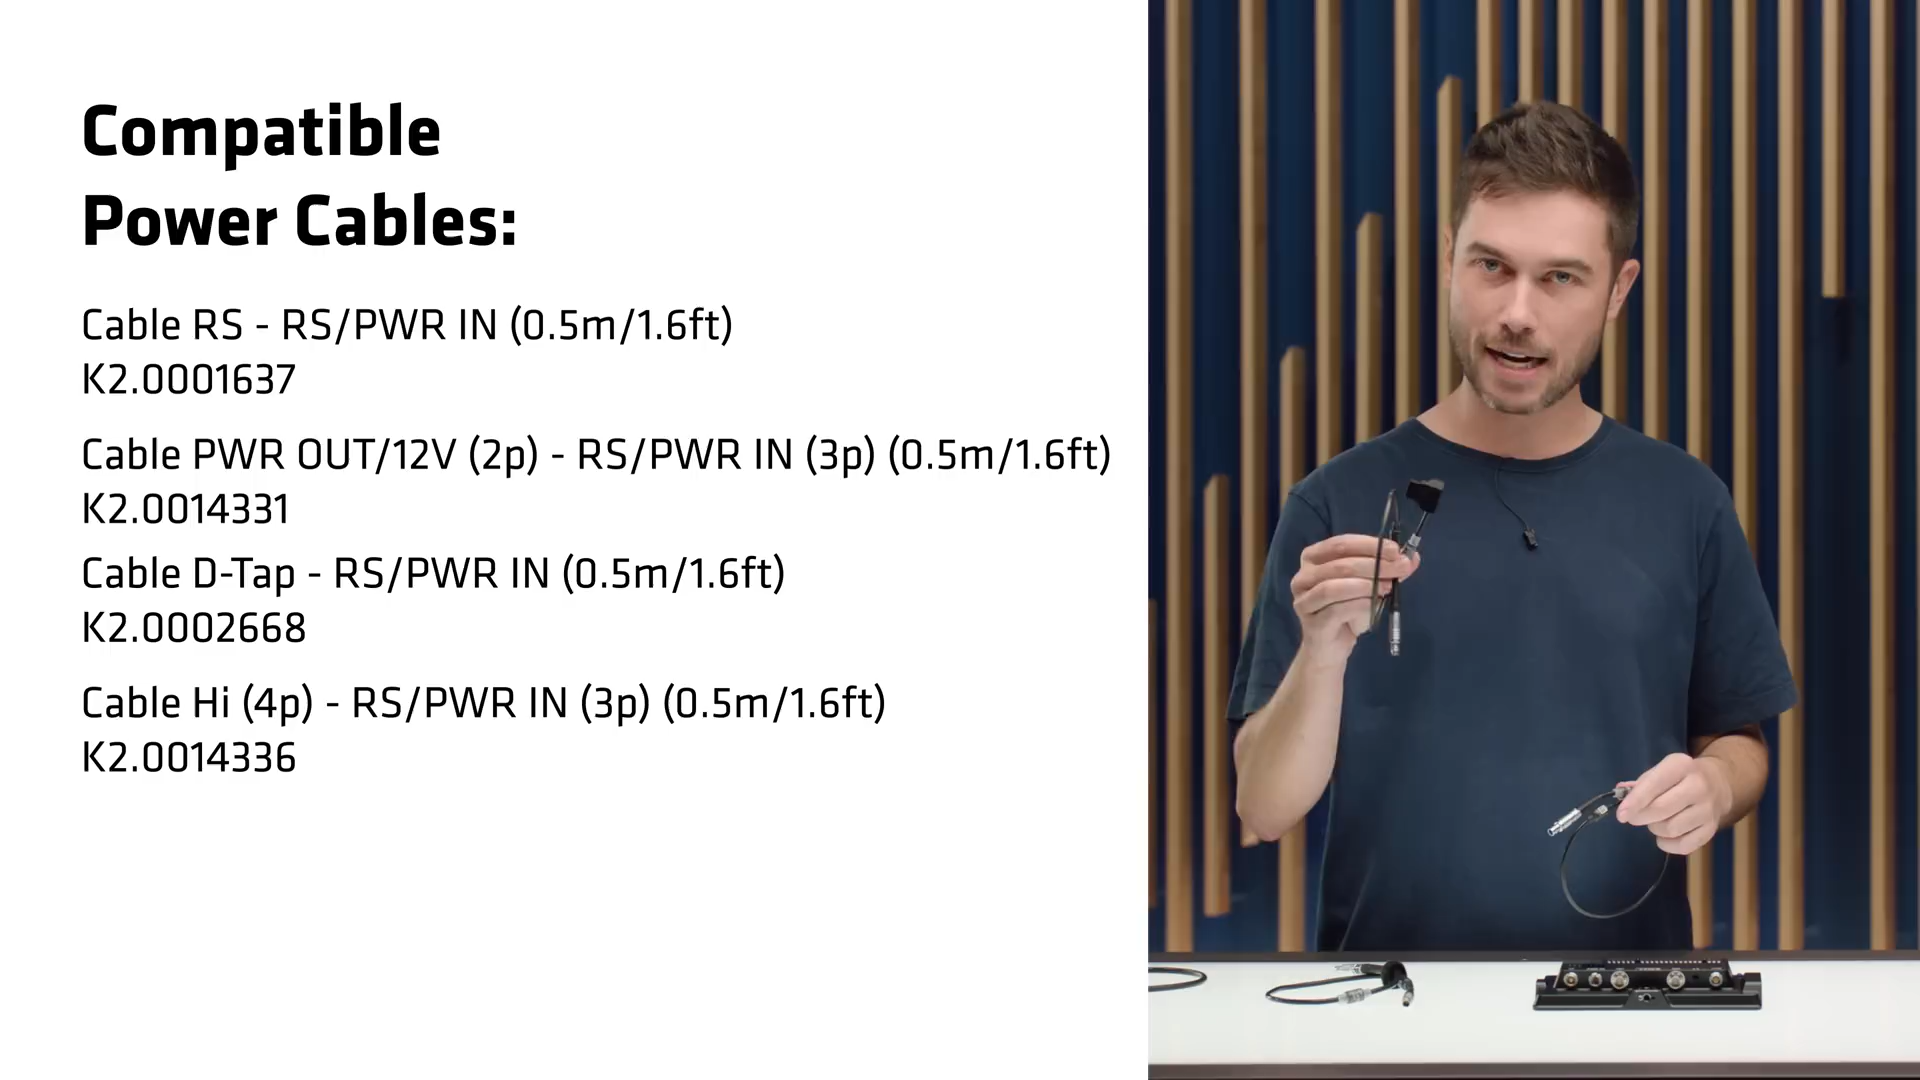 Compatible
Power Cables:
Cable RS - RS/PWR IN (0.5m/1.6ft)
K2.0001637
Cable PWR OUT/12V (2p) - RS/PWR IN (3p) (0.5m/1.6ft)
K2.0014331
Cable D-Tap - RS/PWR IN (0.5m/1.6ft)
K2.0002668
Cable Hi (4p) - RS/PWR IN (3p) (0.5m/1.6ft)
K2.0014336